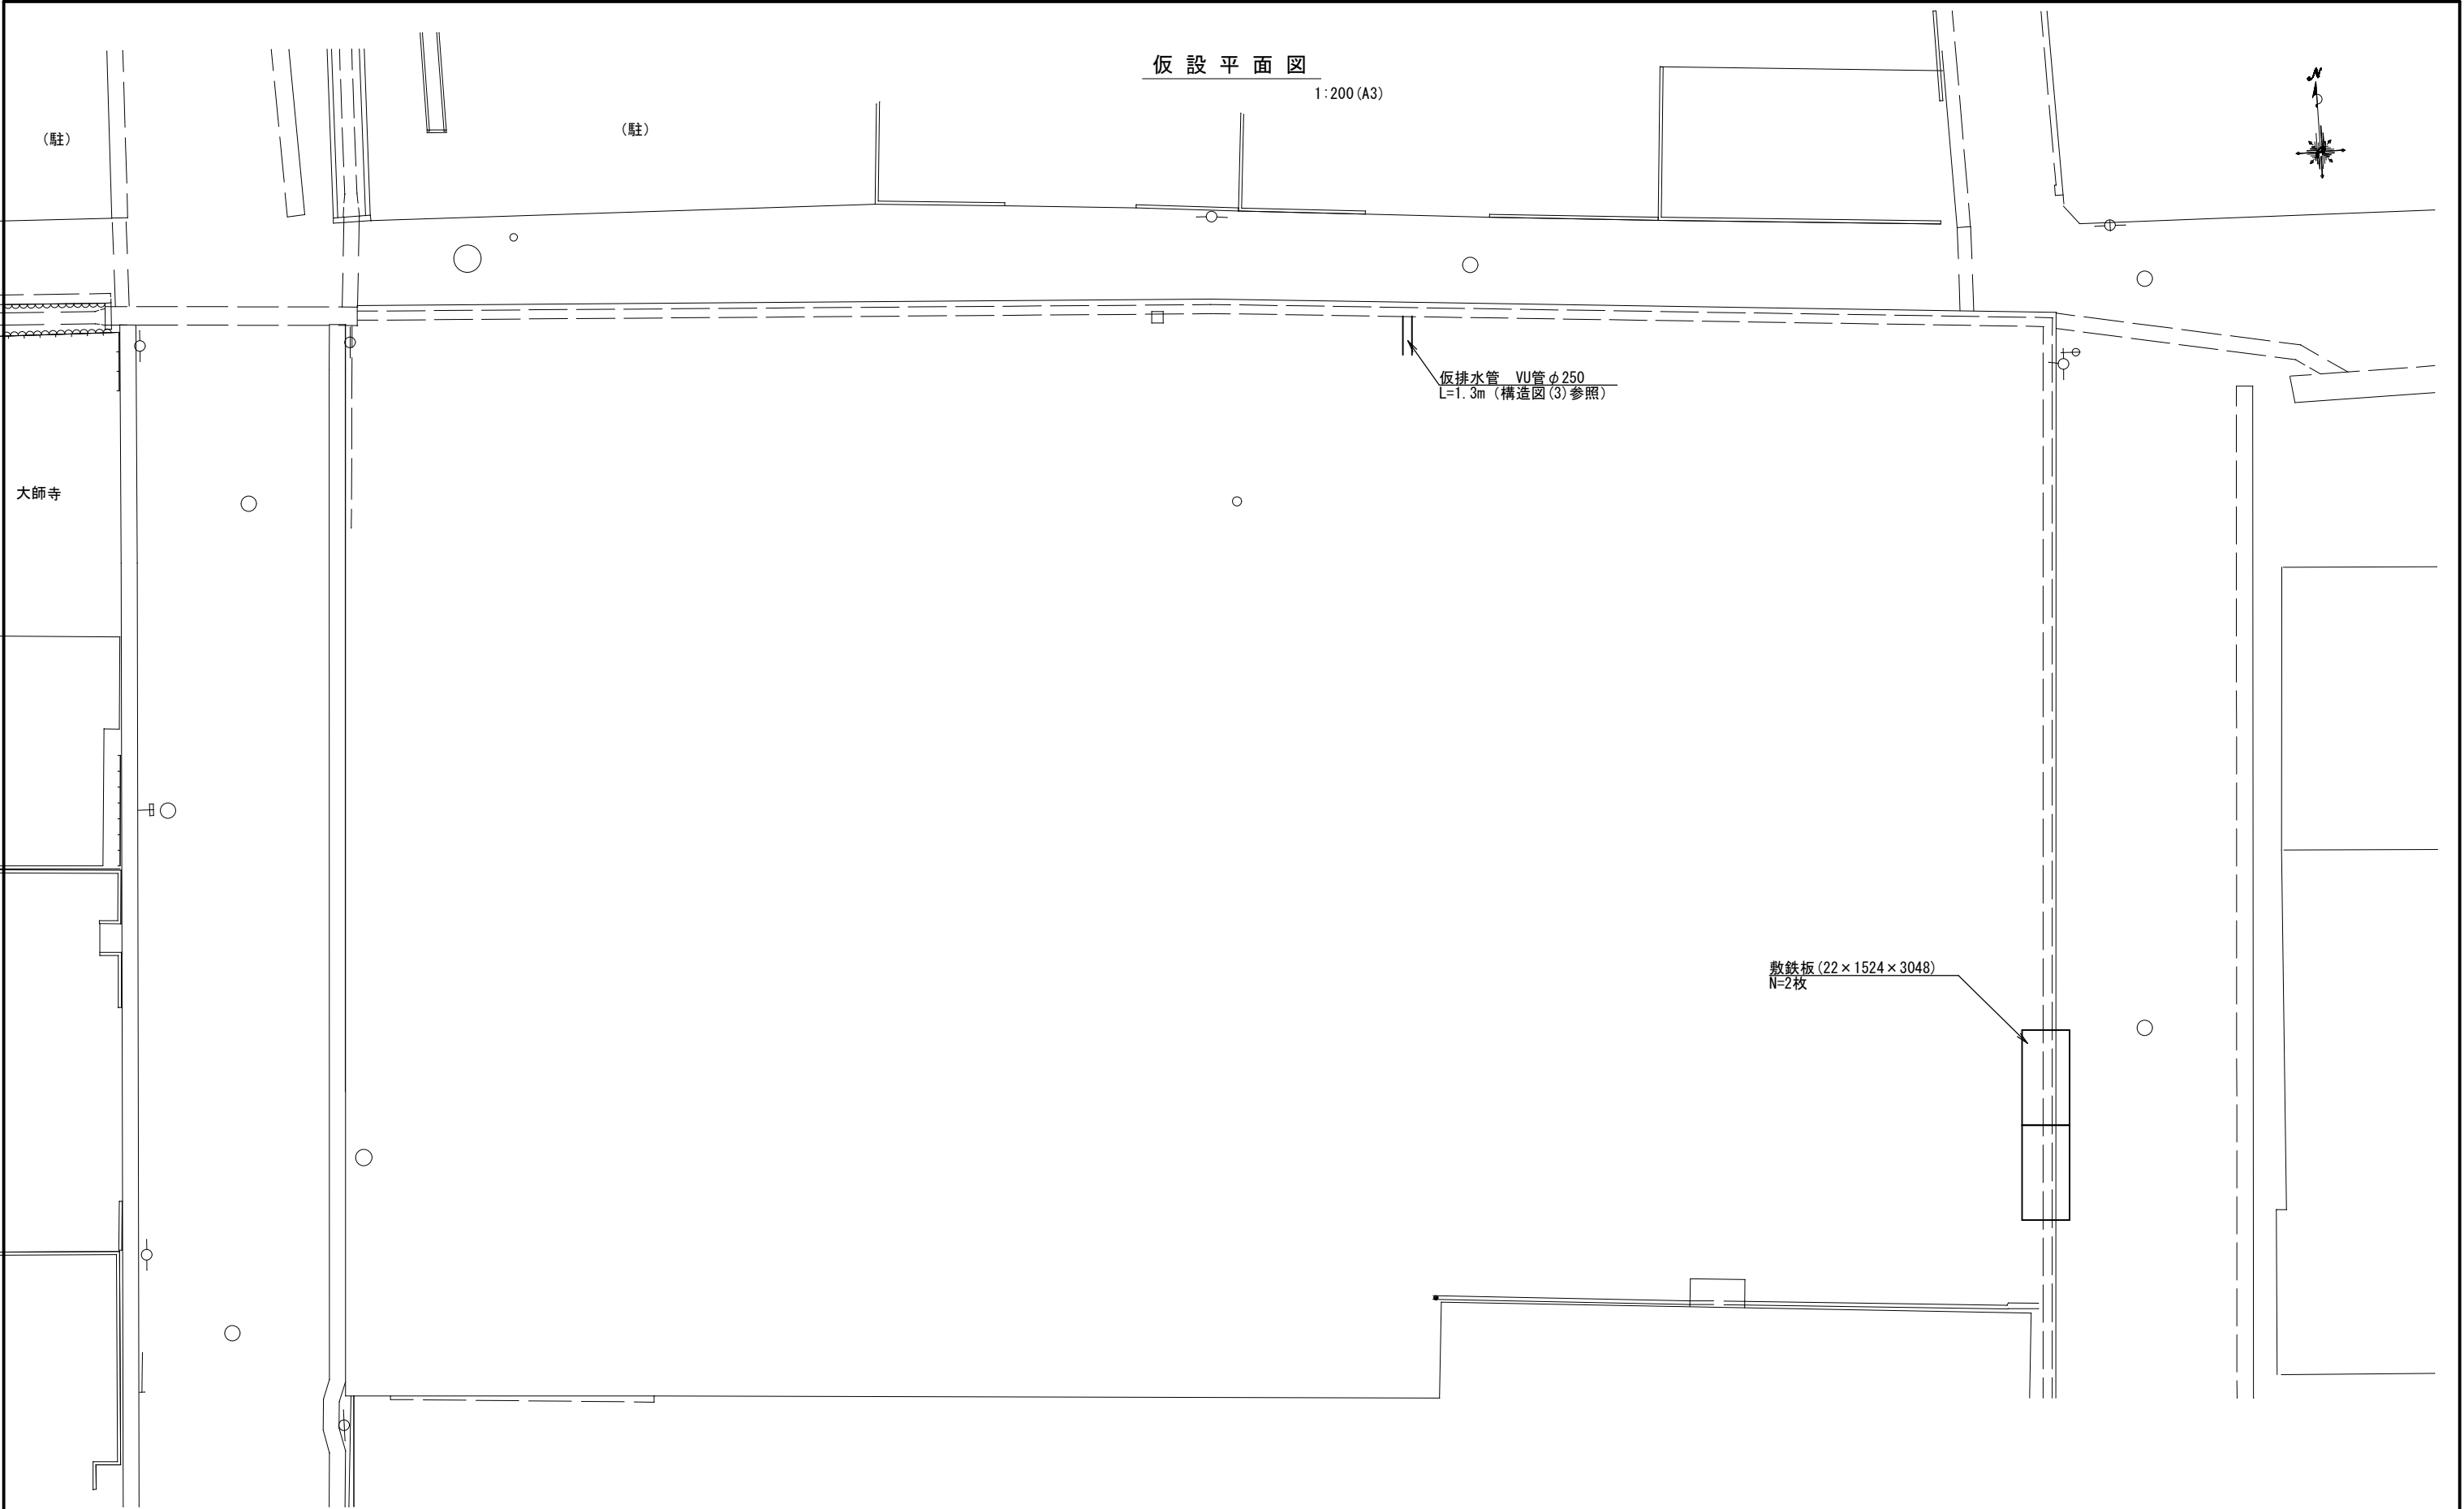 仮設平面図
1:200(A3)
N
(駐)
(駐)
仮排水管 VU管φ250
L=1.3m (構造図(3)参照)
大師寺
敷鉄板(22×1524×3048)
N=2枚